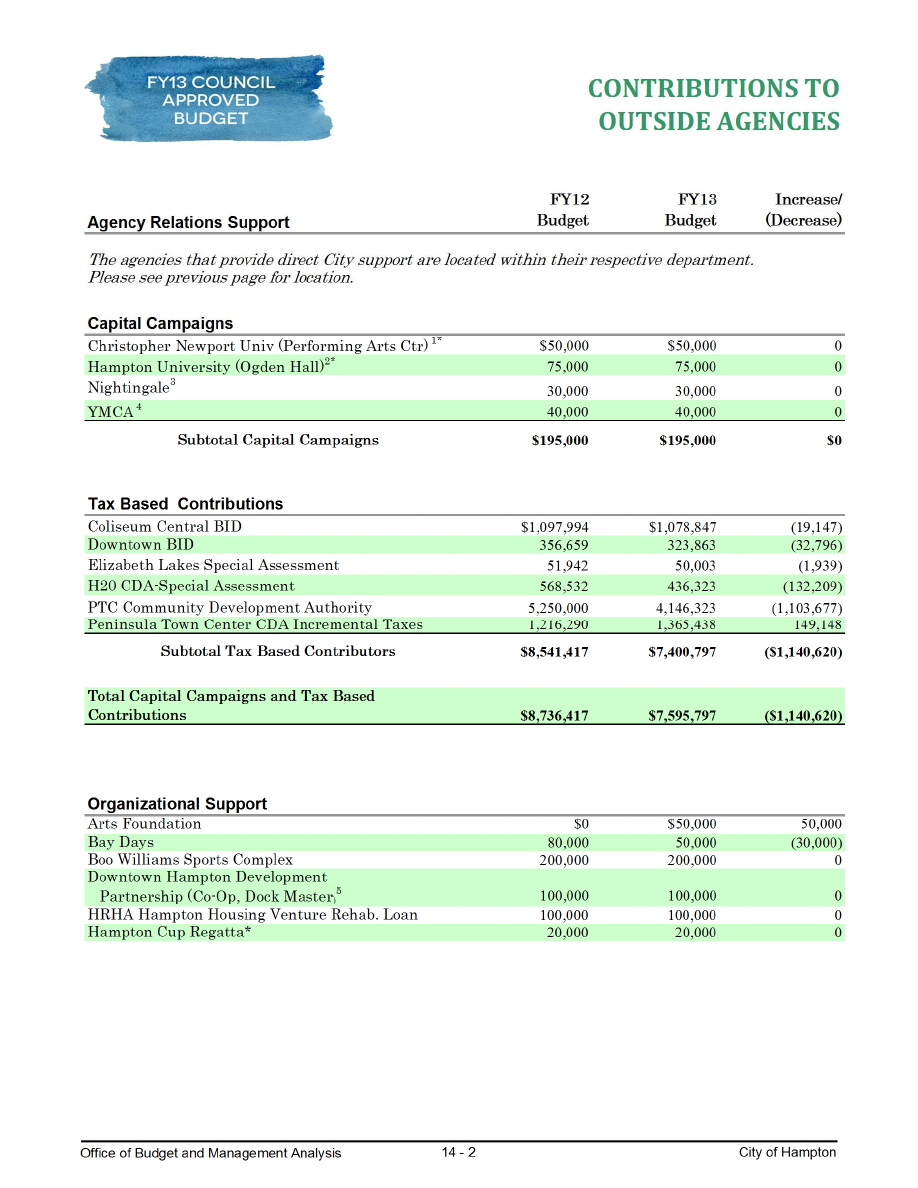 FY13 COUNCIL
APPROVED
BUDGET
CONTRIBUTIONS TO
OUTSIDE AGENCIES
FY12 FY13 Increase/
Agency Relations Support Budget Budget (Decrease)
The agencies that provide direct City support are located within their respective department.
Please see previous page for location.
Capital Campaigns
Christopher Newport Univ (Performing Arts Ctr) 1* $50,000 $50,000 0
Hampton University (Ogden Hall)2* 75,000 75,000 0
Nightingale3 30,000 30,000 0
YMCA 4 40,000 40,000 0
Subtotal Capital Campaigns $195,000 $195,000 $0
Tax Based Contributions
Coliseum Central BID $1,097,994 $1,078,847 (19,147)
Downtown BID 356,659 323,863 (32,796)
Elizabeth Lakes Special Assessment 51,942 50,003 (1,939)
H20 CDA-Special Assessment 568,532 436,323 (132,209)
PTC Community Development Authority 5,250,000 4,146,323 (1,103,677)
Peninsula Town Center CDA Incremental Taxes 1,216,290 1,365,438 149,148
Subtotal Tax Based Contributors $8,541,417 $7,400,797 ($1,140,620)
Total Capital Campaigns and Tax Based
Contributions $8,736,417 $7,595,797 ($1,140,620)
Organizational Support
Arts Foundation $0 $50,000 50,000
Bay Days 80,000 50,000 (30,000)
Boo Williams Sports Complex 200,000 200,000 0
Downtown Hampton Development
Partnership (Co-Op, Dock Master)5 100,000 100,000 0
HRHA Hampton Housing Venture Rehab. Loan 100,000 100,000 0
Hampton Cup Regatta* 20,000 20,000 0
Office of Budget and Management Analysis 14 - 2 City of Hampton